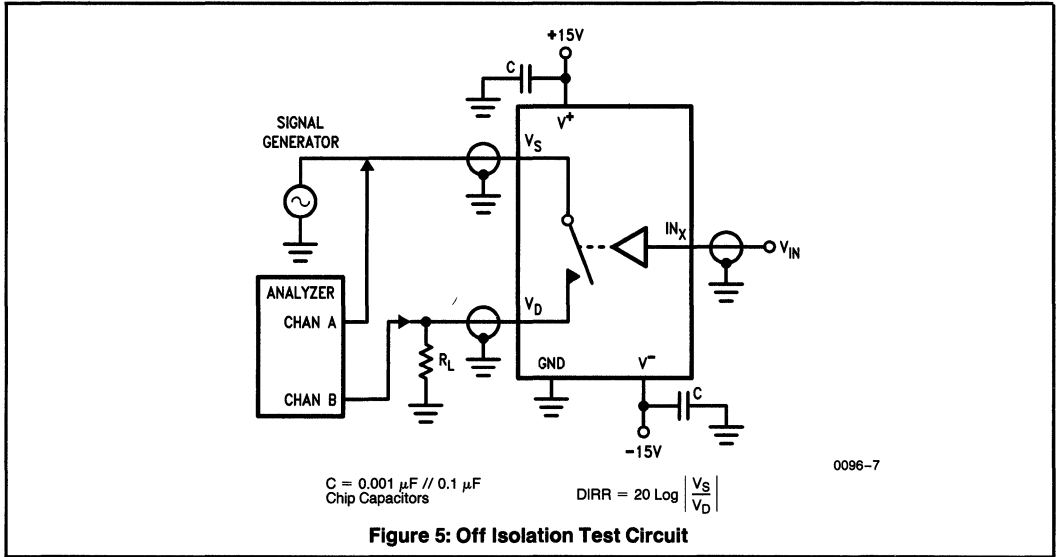 +15V
C
V+
SIGNAL
GENERATOR
VS
INX
VIN
ANALYZER
CHAN A
VD
RL
GND
V−
CHAN B
C
−15V
0096–7
C = 0.001 μF // 0.1 μF
Chip Capacitors
DIRR = 20 Log |VS/VD|
Figure 5: Off Isolation Test Circuit